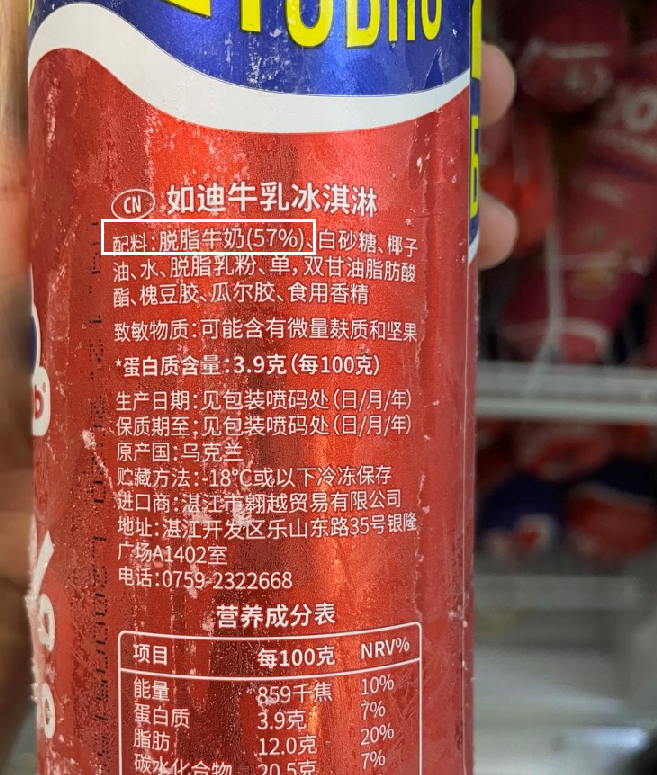 CN 如迪牛乳冰淇淋
配料:脱脂牛奶(57%)、白砂糖、椰子
油、水、脱脂乳粉、单,双甘油脂肪酸
酯、槐豆胶、瓜尔胶、食用香精
致敏物质:可能含有微量麸质和坚果
*蛋白质含量:3.9克(每100克)
生产日期:见包装喷码处(日/月/年)
保质期至:见包装喷码处(日/月/年)
原产国:乌克兰
贮藏方法:-18°C或以下冷冻保存
进口商:湛江市翱越贸易有限公司
地址:湛江开发区乐山东路35号银隆
广场A1402室
电话:0759-2322668
营养成分表
项目 每100克 NRV%
能量 859千焦 10%
蛋白质 3.9克 7%
脂肪 12.0克 20%
碳水化合物 20.5克 7%